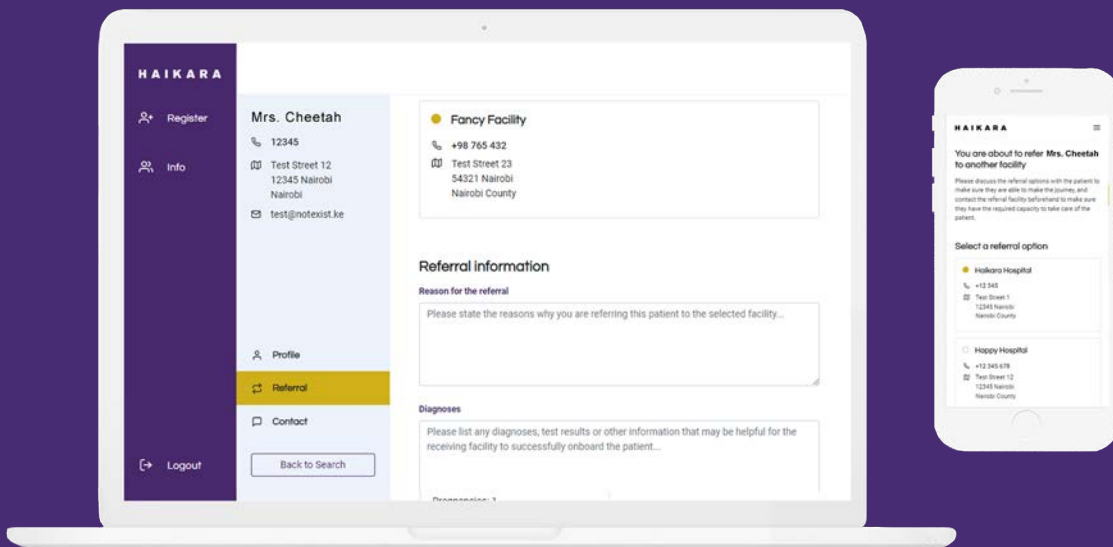 HAIKARA
Register
Info
Logout
Mrs. Cheetah
12345
Test Street 12
12345 Nairobi
Nairobi
test@notexist.ke
Profile
Referral
Contact
Back to Search
Fancy Facility
+98 765 432
Test Street 23
54321 Nairobi
Nairobi County
Referral information
Reason for the referral
Please state the reasons why you are referring this patient to the selected facility...
Diagnoses
Please list any diagnoses, test results or other information that may be helpful for the
receiving facility to successfully onboard the patient...
Pregnancies: 1
HAIKARA
You are about to refer Mrs. Cheetah
to another facility
Please discuss the referral options with the patient to
make sure they are able to make the journey, and
contact the referral facility beforehand to make sure
they have the required capacity to take care of the
patient.
Select a referral option
Haikara Hospital
+12 345
Test Street 1
12345 Nairobi
Nairobi County
Happy Hospital
+12 345 678
Test Street 12
12345 Nairobi
Nairobi County